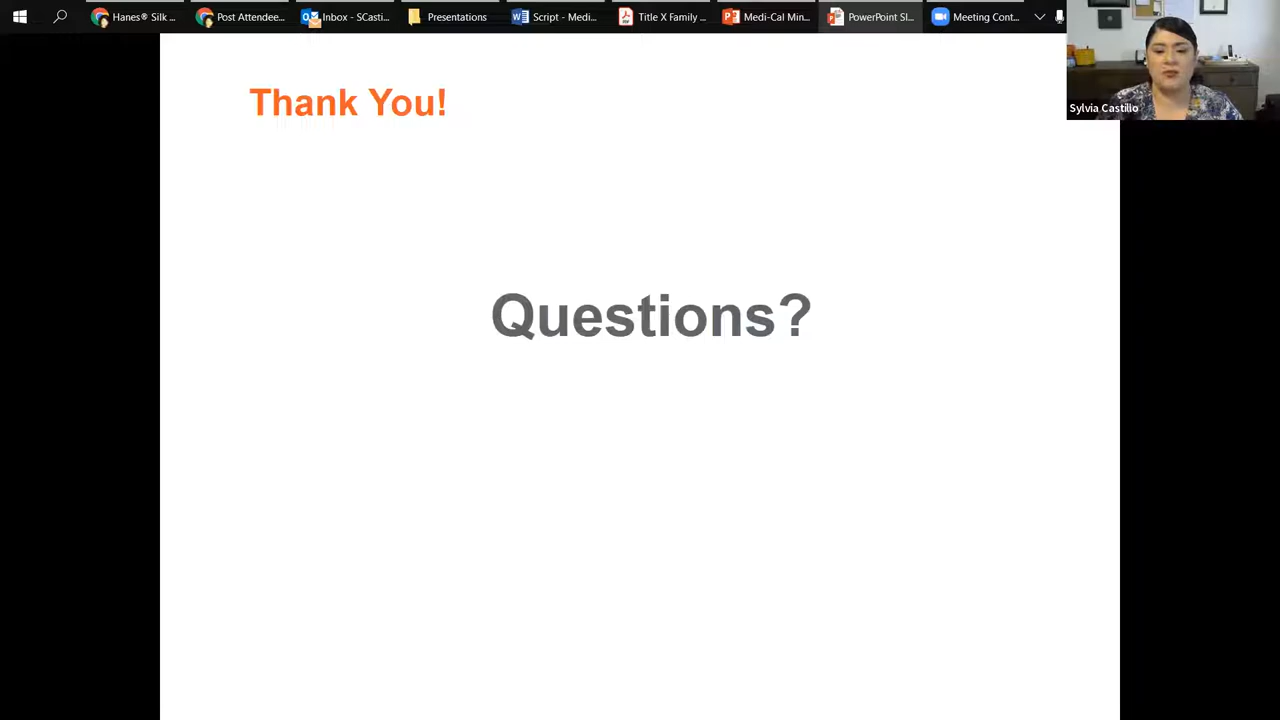 Hanes® Silk ...
Post Attendee...
Inbox - SCasti...
Presentations
Script - Medi...
Title X Family ...
Medi-Cal Min...
PowerPoint Sl...
Meeting Cont...
Sylvia Castillo
Thank You!
Questions?